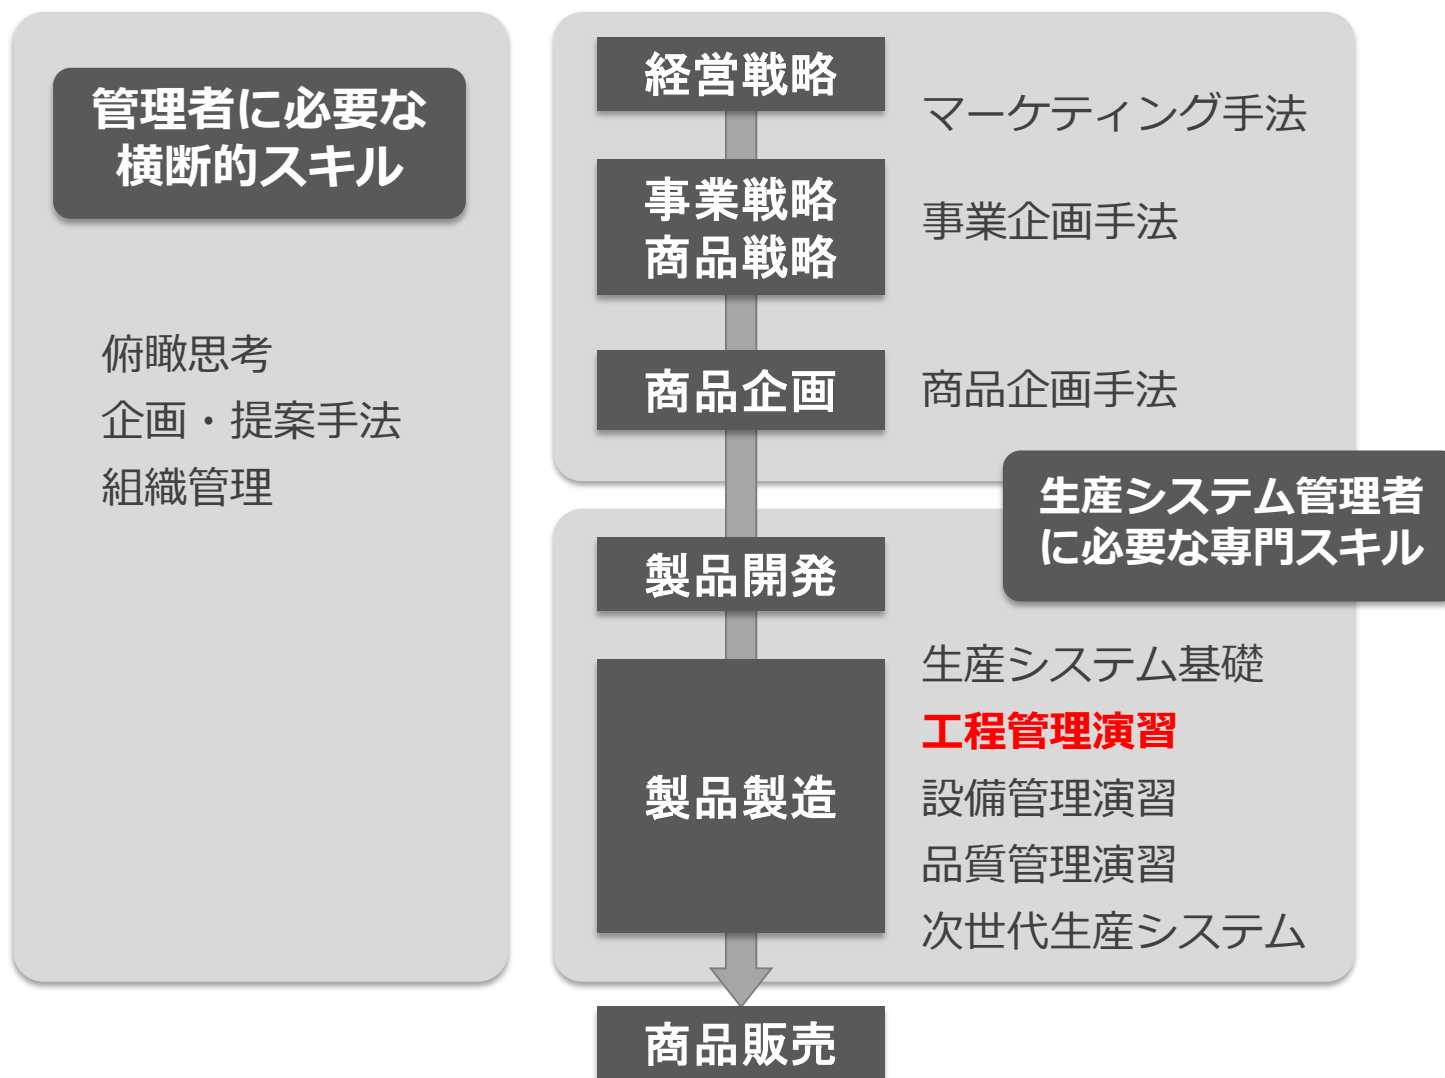 管理者に必要な
横断的スキル
俯瞰思考
企画・提案手法
組織管理
経営戦略
マーケティング手法
事業戦略
商品戦略
事業企画手法
商品企画
商品企画手法
生産システム管理者
に必要な専門スキル
製品開発
製品製造
生産システム基礎
工程管理演習
設備管理演習
品質管理演習
次世代生産システム
商品販売